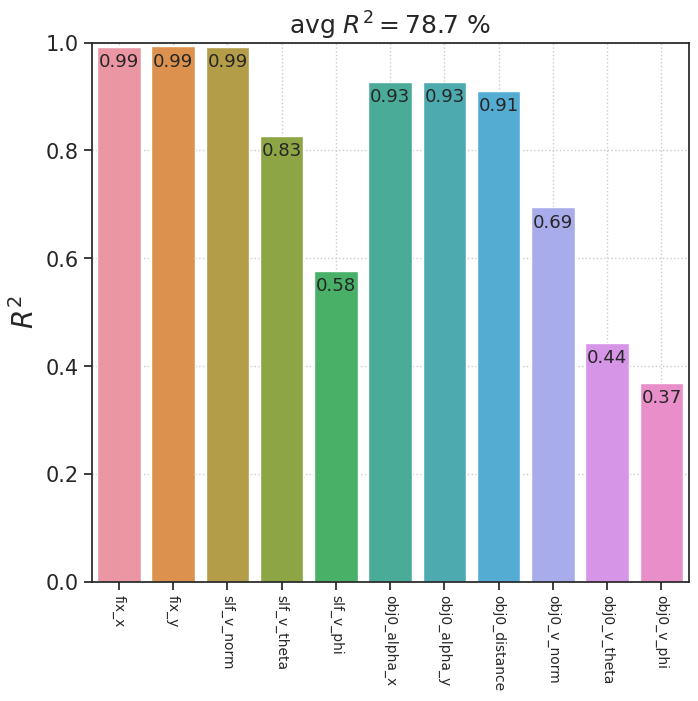 avg R² = 78.7 %
R²
1.0
0.8
0.6
0.4
0.2
0.0
0.99
0.99
0.99
0.83
0.58
0.93
0.93
0.91
0.69
0.44
0.37
fix_x
fix_y
slf_v_norm
slf_v_theta
slf_v_phi
obj0_alpha_x
obj0_alpha_y
obj0_distance
obj0_v_norm
obj0_v_theta
obj0_v_phi